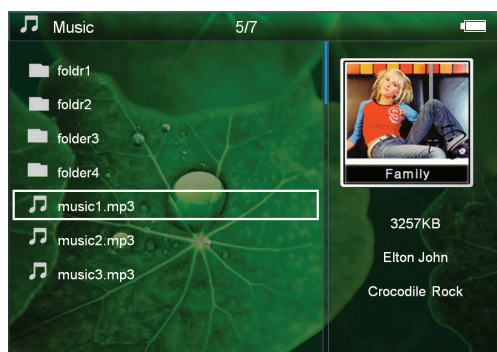 Music
5/7
foldr1
foldr2
folder3
folder4
music1.mp3
music2.mp3
music3.mp3
Family
3257KB
Elton John
Crocodile Rock